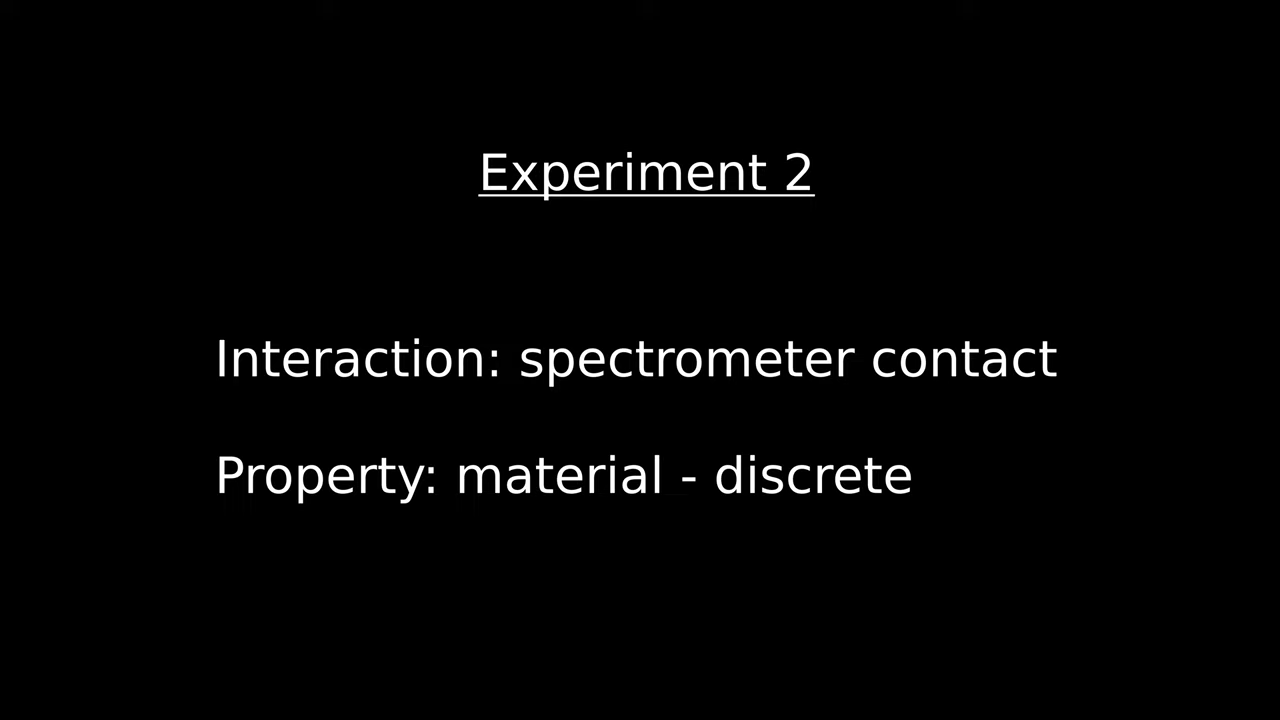 Experiment 2
Interaction: spectrometer contact
Property: material - discrete